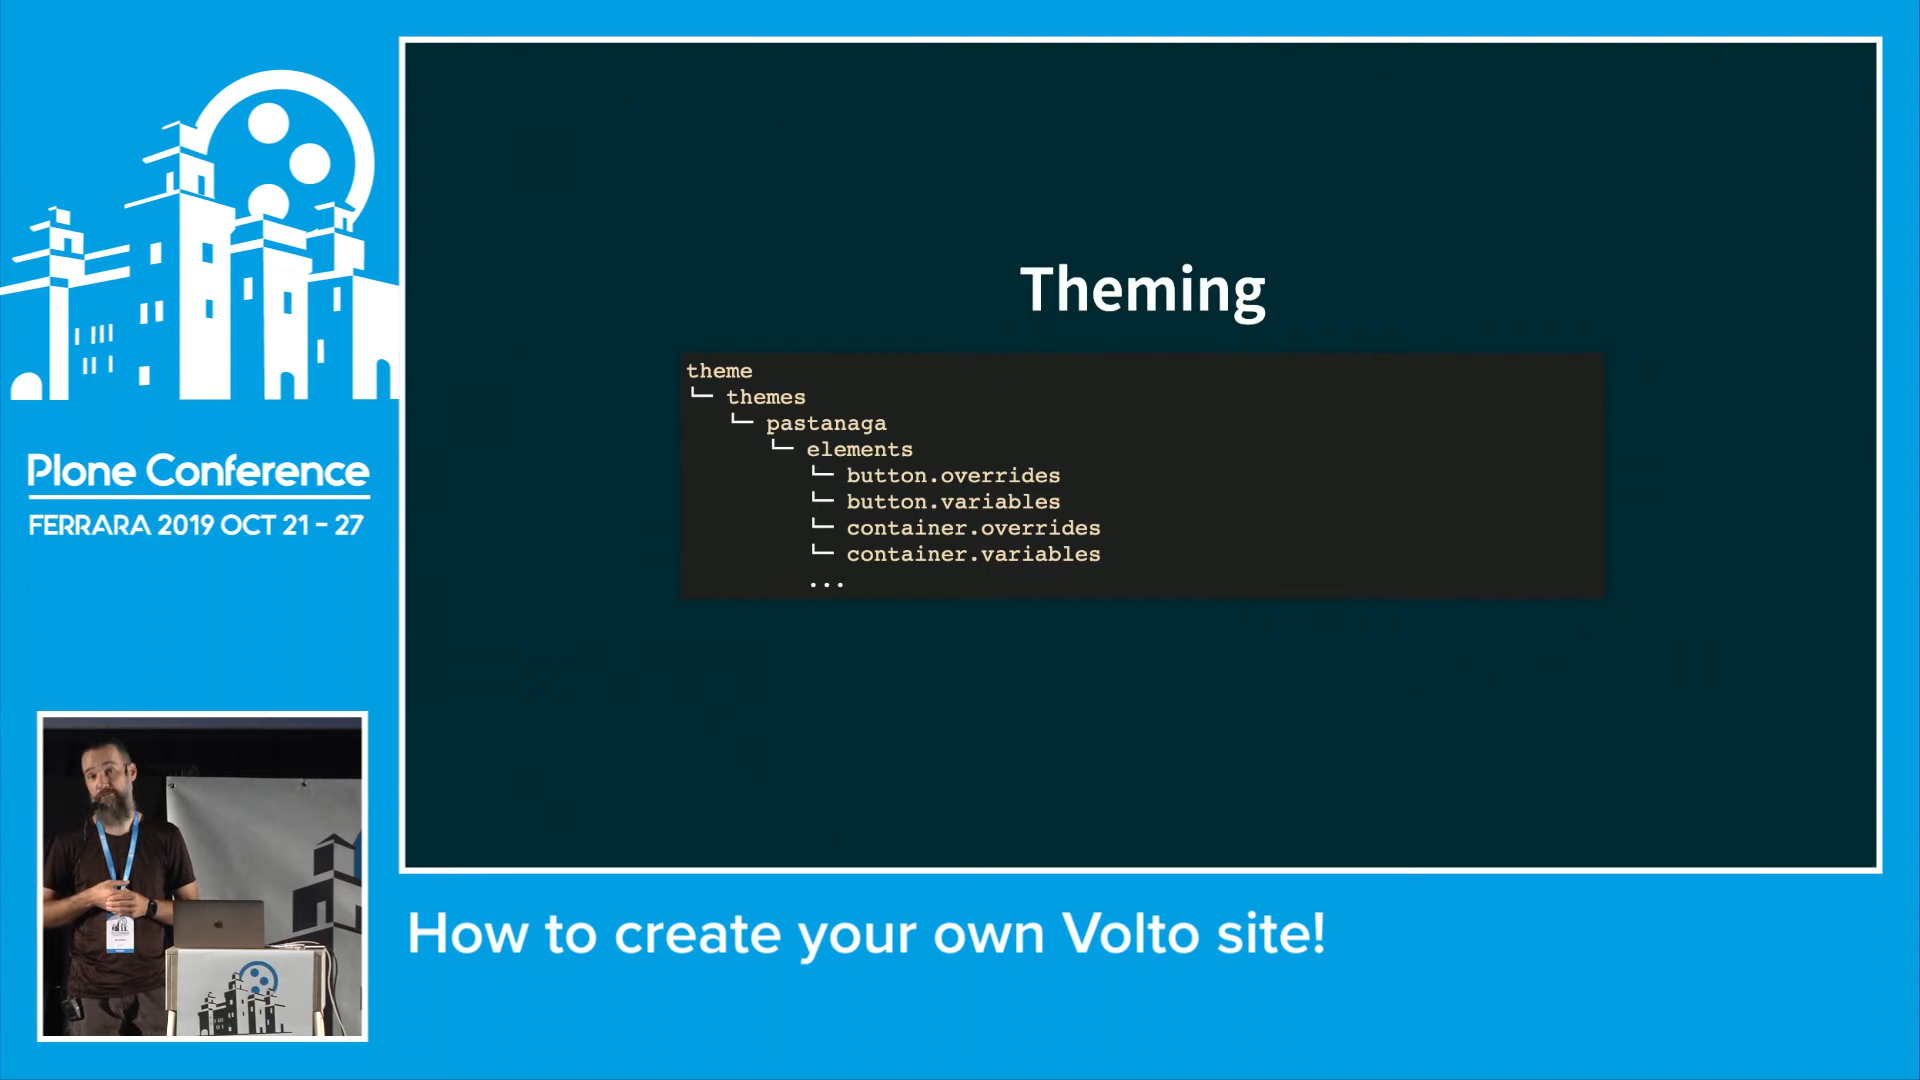 Plone Conference
FERRARA 2019 OCT 21 - 27
Theming
theme
└─ themes
└─ pastanaga
└─ elements
└─ button.overrides
└─ button.variables
└─ container.overrides
└─ container.variables
...
How to create your own Volto site!